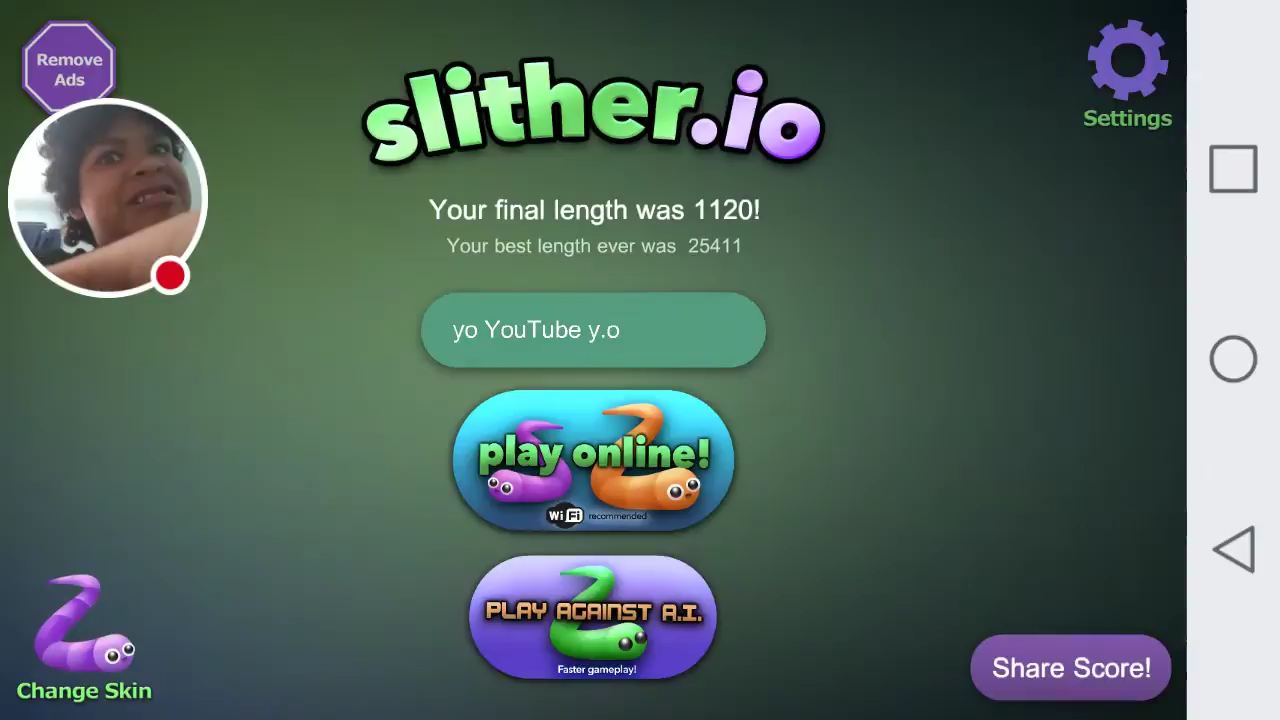 Remove
Ads
slither.io
Settings
Your final length was 1120!
Your best length ever was 25411
yo YouTube y.o
play online!
WiFi recommended
PLAY AGAINST A.I.
Faster gameplay!
Change Skin
Share Score!